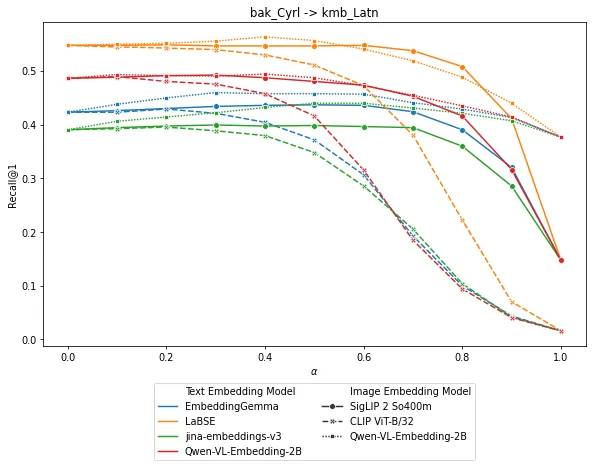 bak_Cyrl -> kmb_Latn
Recall@1
0.5
0.4
0.3
0.2
0.1
0.0
0.0 0.2 0.4 0.6 0.8 1.0
α
Text Embedding Model Image Embedding Model
EmbeddingGemma SigLIP 2 So400m
LaBSE CLIP ViT-B/32
jina-embeddings-v3 Qwen-VL-Embedding-2B
Qwen-VL-Embedding-2B